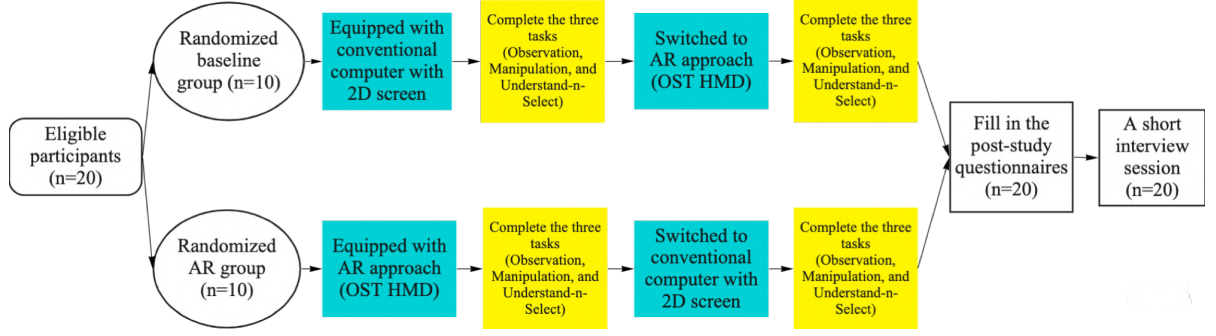 Eligible
participants
(n=20)
Randomized
baseline
group (n=10)
Equipped with
conventional
computer with
2D screen
Complete the three
tasks
(Observation,
Manipulation, and
Understand-n-
Select)
Switched to
AR approach
(OST HMD)
Complete the three
tasks
(Observation,
Manipulation, and
Understand-n-
Select)
Randomized
AR group
(n=10)
Equipped with
AR approach
(OST HMD)
Complete the three
tasks
(Observation,
Manipulation, and
Understand-n-
Select)
Switched to
conventional
computer with
2D screen
Complete the three
tasks
(Observation,
Manipulation, and
Understand-n-
Select)
Fill in the
post-study
questionnaires
(n=20)
A short
interview
session
(n=20)